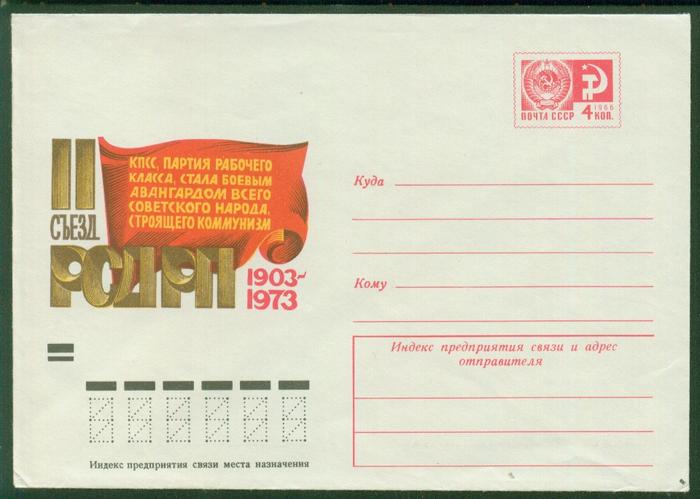 II
СЪЕЗД
РСДРП
КПСС, ПАРТИЯ РАБОЧЕГО
КЛАССА, СТАЛА БОЕВЫМ
АВАНГАРДОМ ВСЕГО
СОВЕТСКОГО НАРОДА,
СТРОЯЩЕГО КОММУНИЗМ
1903~
1973
1966
ПОЧТА СССР 4 КОП.
Куда
Кому
Индекс предприятия связи и адрес
отправителя
Индекс предприятия связи места назначения